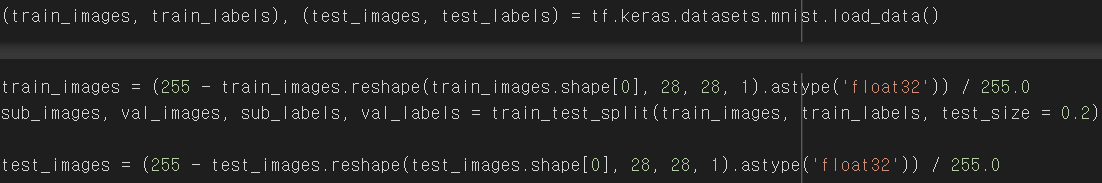 (train_images, train_labels), (test_images, test_labels) = tf.keras.datasets.mnist.load_data()
train_images = (255 - train_images.reshape(train_images.shape[0], 28, 28, 1).astype('float32')) / 255.0
sub_images, val_images, sub_labels, val_labels = train_test_split(train_images, train_labels, test_size = 0.2)
test_images = (255 - test_images.reshape(test_images.shape[0], 28, 28, 1).astype('float32')) / 255.0